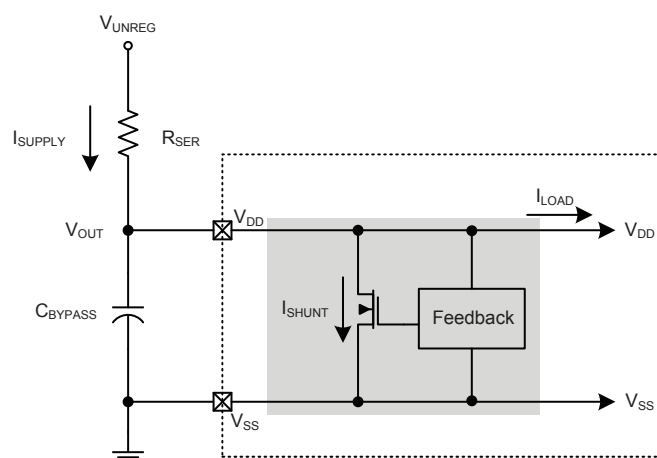 VUNREG
ISUPPLY
RSER
ILOAD
VOUT
VDD
VDD
CBYPASS
ISHUNT
Feedback
VSS
VSS